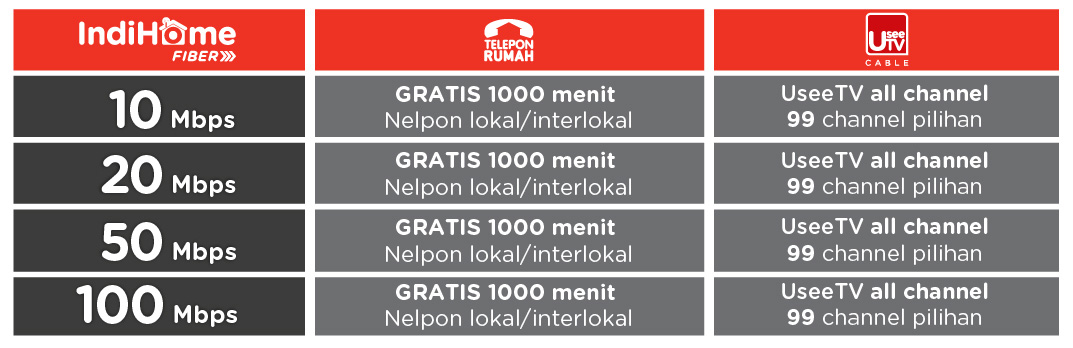 IndiHome
FIBER
TELEPON
RUMAH
UseeTV
CABLE
10 Mbps
GRATIS 1000 menit
Nelpon lokal/interlokal
UseeTV all channel
99 channel pilihan
20 Mbps
GRATIS 1000 menit
Nelpon lokal/interlokal
UseeTV all channel
99 channel pilihan
50 Mbps
GRATIS 1000 menit
Nelpon lokal/interlokal
UseeTV all channel
99 channel pilihan
100 Mbps
GRATIS 1000 menit
Nelpon lokal/interlokal
UseeTV all channel
99 channel pilihan